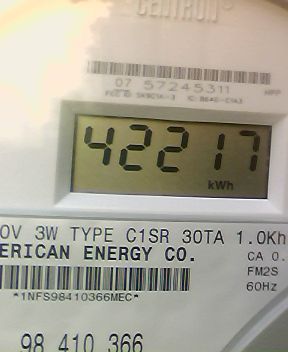 CENTRON®
07 57245311
42217
kWh
0V 3W TYPE C1SR 30TA 1.0Kh
ERICAN ENERGY CO.
CA 0.
FM2S
60Hz
*1NFS98410366MEC*
98 410 366